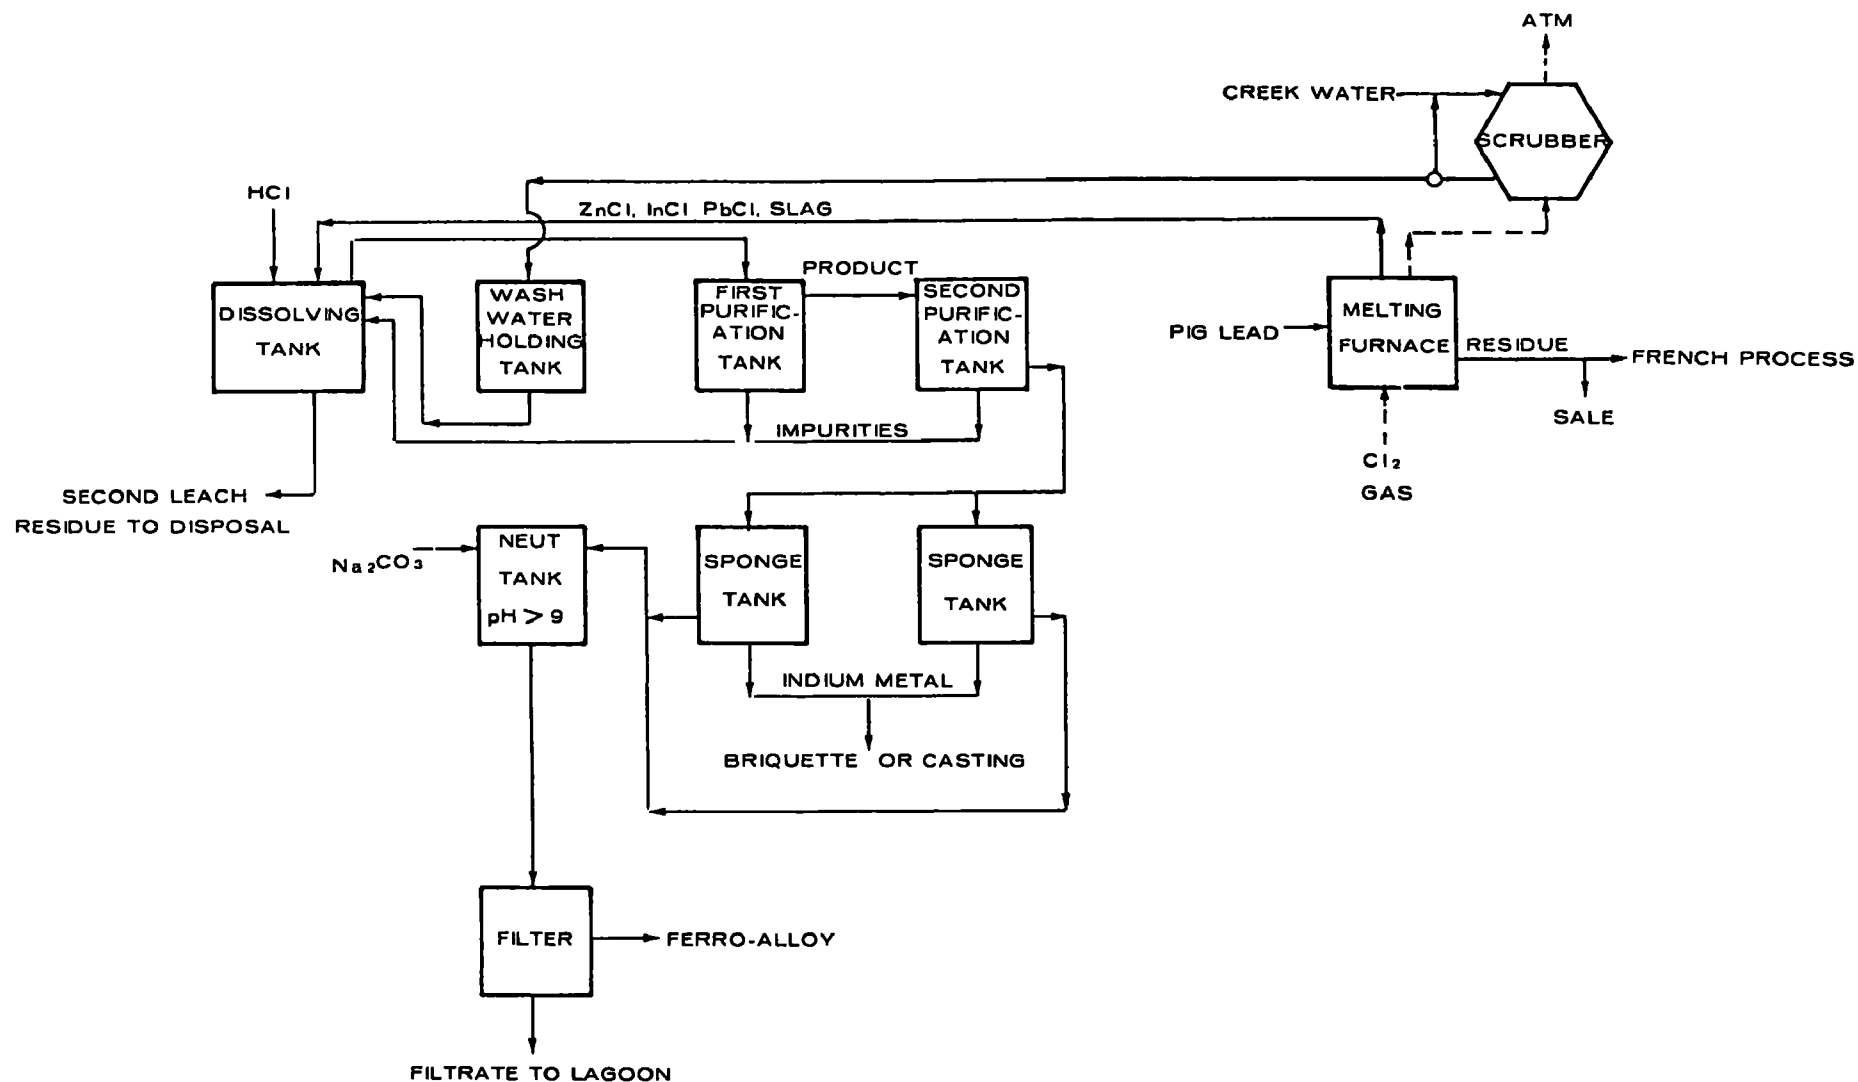 ATM
CREEK WATER
SCRUBBER
HCl
ZnCl, InCl PbCl, SLAG
DISSOLVING
TANK
WASH
WATER
HOLDING
TANK
FIRST
PURIFIC-
ATION
TANK
PRODUCT
SECOND
PURIFIC-
ATION
TANK
PIG LEAD
MELTING
FURNACE
RESIDUE
FRENCH PROCESS
SALE
Cl₂
GAS
IMPURITIES
SECOND LEACH
RESIDUE TO DISPOSAL
Na₂CO₃
NEUT
TANK
pH > 9
SPONGE
TANK
SPONGE
TANK
INDIUM METAL
BRIQUETTE OR CASTING
FILTER
FERRO-ALLOY
FILTRATE TO LAGOON